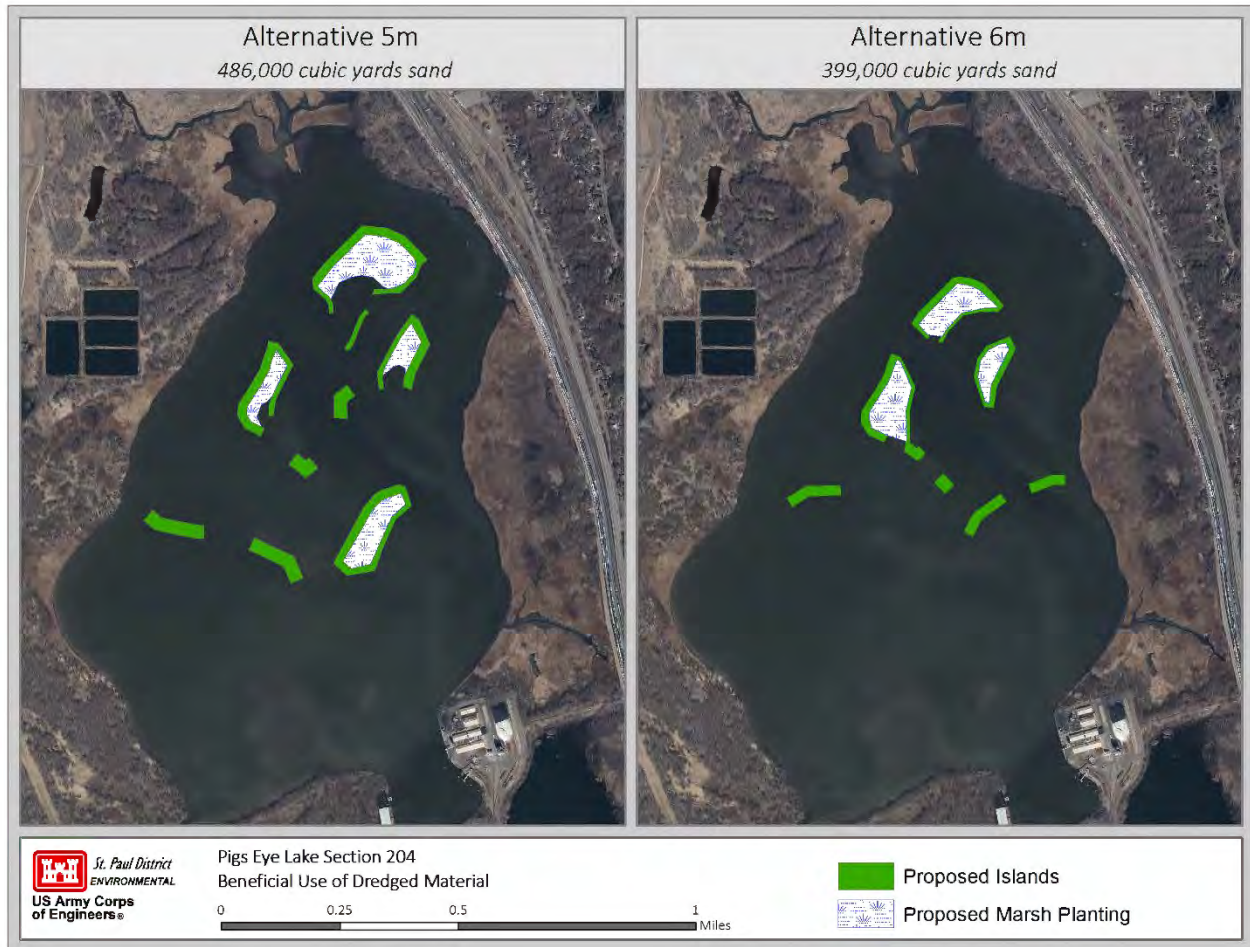 Alternative 5m
486,000 cubic yards sand
Alternative 6m
399,000 cubic yards sand
St. Paul District
ENVIRONMENTAL
US Army Corps
of Engineers®
Pigs Eye Lake Section 204
Beneficial Use of Dredged Material
0 0.25 0.5 1
Miles
Proposed Islands
Proposed Marsh Planting